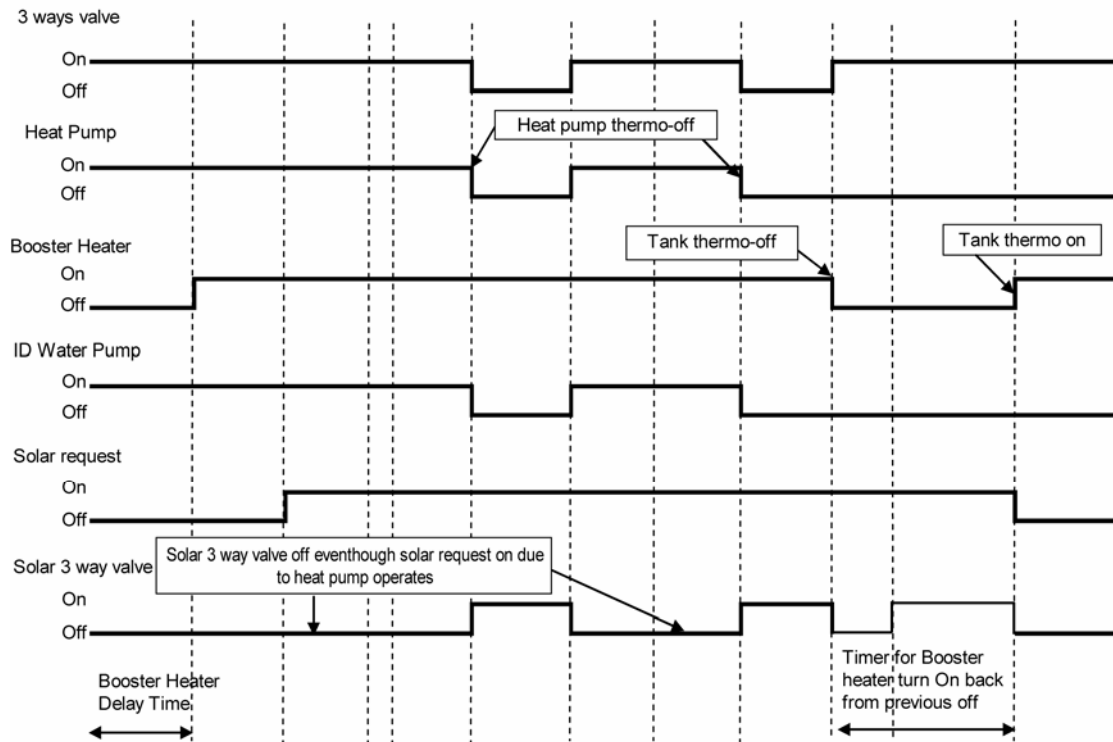 3 ways valve
On
Off
Heat Pump
Heat pump thermo-off
On
Off
Booster Heater
Tank thermo-off
Tank thermo on
On
Off
ID Water Pump
On
Off
Solar request
On
Off
Solar 3 way valve
Solar 3 way valve off eventhough solar request on due
to heat pump operates
On
Off
Booster Heater
Delay Time
Timer for Booster
heater turn On back
from previous off